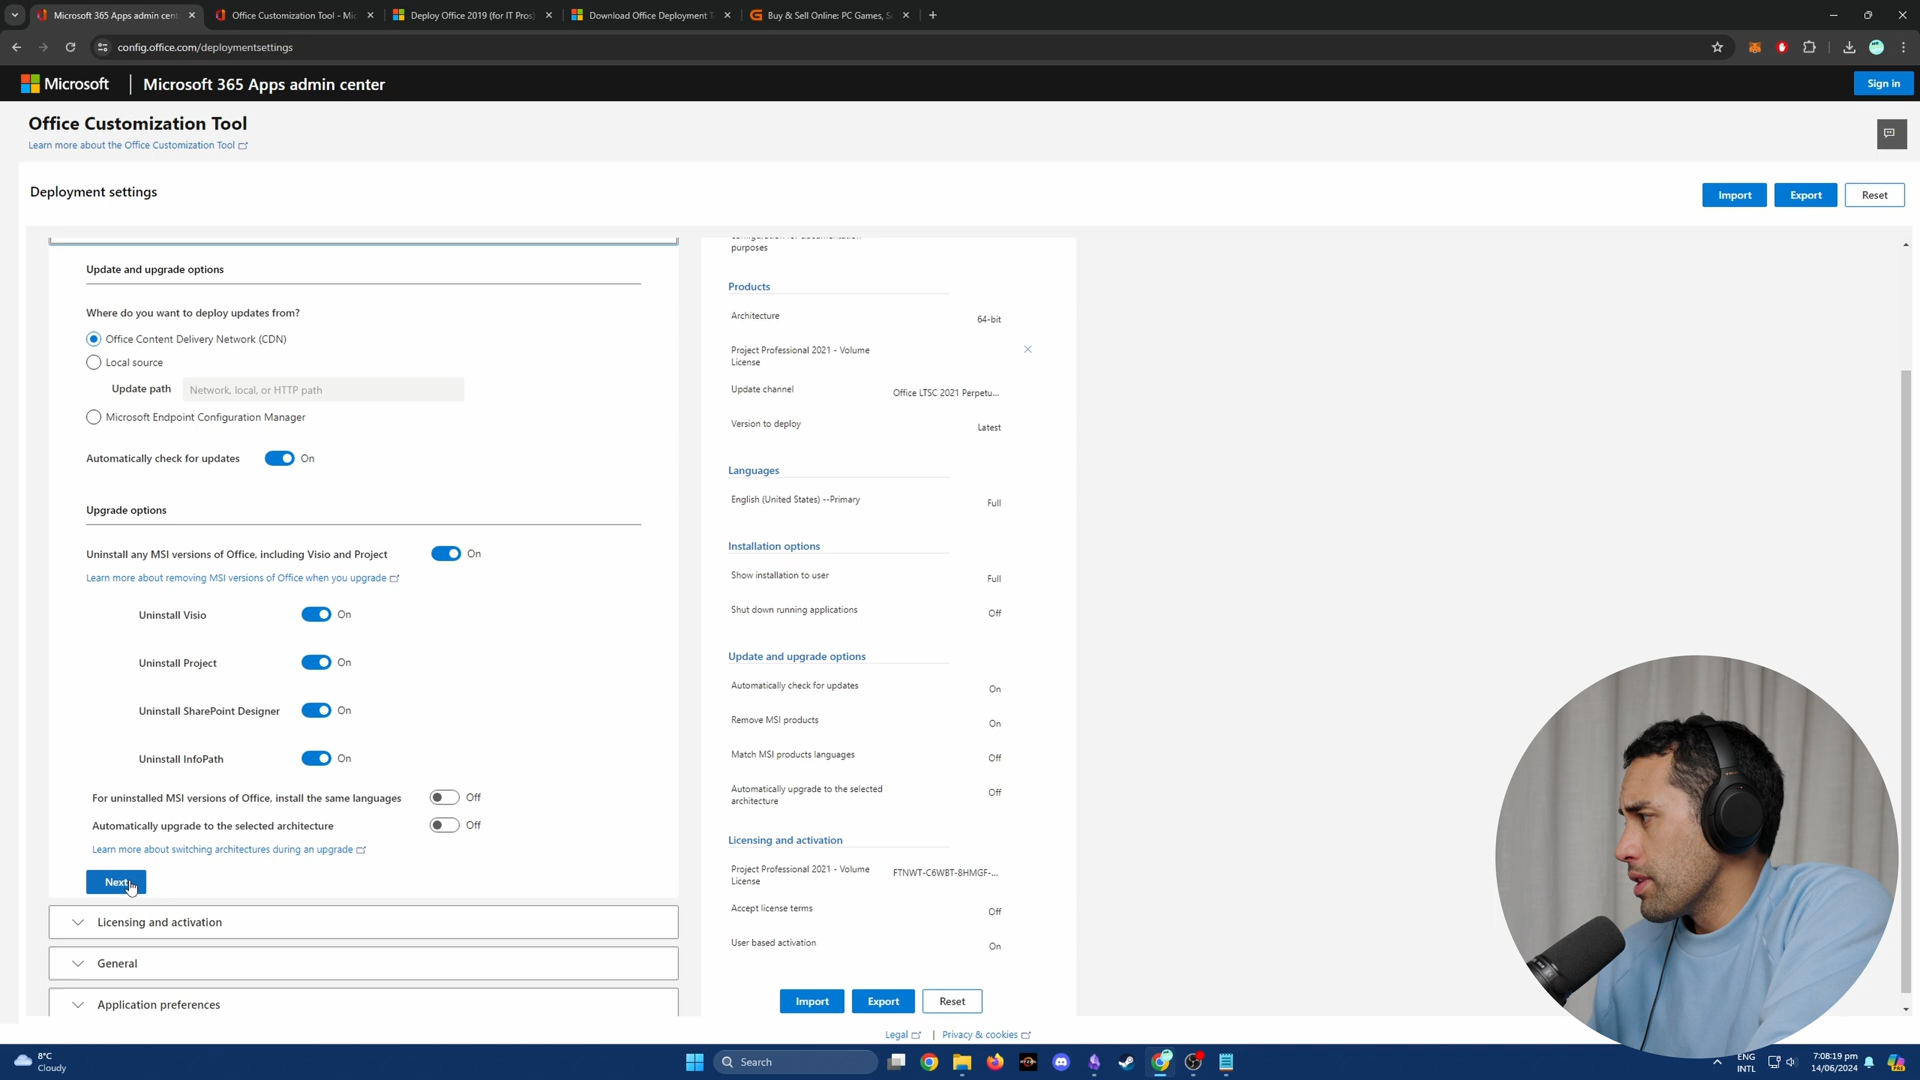 Microsoft 365 Apps admin cen
Office Customization Tool - Mic
Deploy Office 2019 (for IT Pros)
Download Office Deployment T
Buy & Sell Online: PC Games, S
config.office.com/deploymentsettings
Microsoft
Microsoft 365 Apps admin center
Sign in
Office Customization Tool
Learn more about the Office Customization Tool
Deployment settings
Import
Export
Reset
Update and upgrade options
Where do you want to deploy updates from?
Office Content Delivery Network (CDN)
Local source
Update path
Network, local, or HTTP path
Microsoft Endpoint Configuration Manager
Automatically check for updates
On
Upgrade options
Uninstall any MSI versions of Office, including Visio and Project
On
Learn more about removing MSI versions of Office when you upgrade
Uninstall Visio
On
Uninstall Project
On
Uninstall SharePoint Designer
On
Uninstall InfoPath
On
For uninstalled MSI versions of Office, install the same languages
Off
Automatically upgrade to the selected architecture
Off
Learn more about switching architectures during an upgrade
Next
Licensing and activation
General
Application preferences
purposes
Products
Architecture
64-bit
Project Professional 2021 - Volume
License
Update channel
Office LTSC 2021 Perpetu...
Version to deploy
Latest
Languages
English (United States) --Primary
Full
Installation options
Show installation to user
Full
Shut down running applications
Off
Update and upgrade options
Automatically check for updates
On
Remove MSI products
On
Match MSI products languages
Off
Automatically upgrade to the selected
architecture
Off
Licensing and activation
Project Professional 2021 - Volume
License
FTNWT-C6WBT-8HMGF-...
Accept license terms
Off
User based activation
On
Import
Export
Reset
Legal
|
Privacy & cookies
8°C
Cloudy
Search
ENG
INTL
7:08:19 pm
14/06/2024